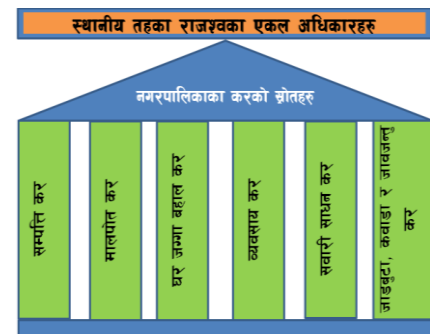 स्थानीय तहका राजश्वका एकल अधिकारहरु
नगरपालिकाका करको स्रोतहरु
सम्पत्ति कर
मालपोत कर
घर जग्गा बहाल कर
व्यवसाय कर
सवारी साधन कर
जडिबुटी, कवाडी र जीवजन्तु
कर